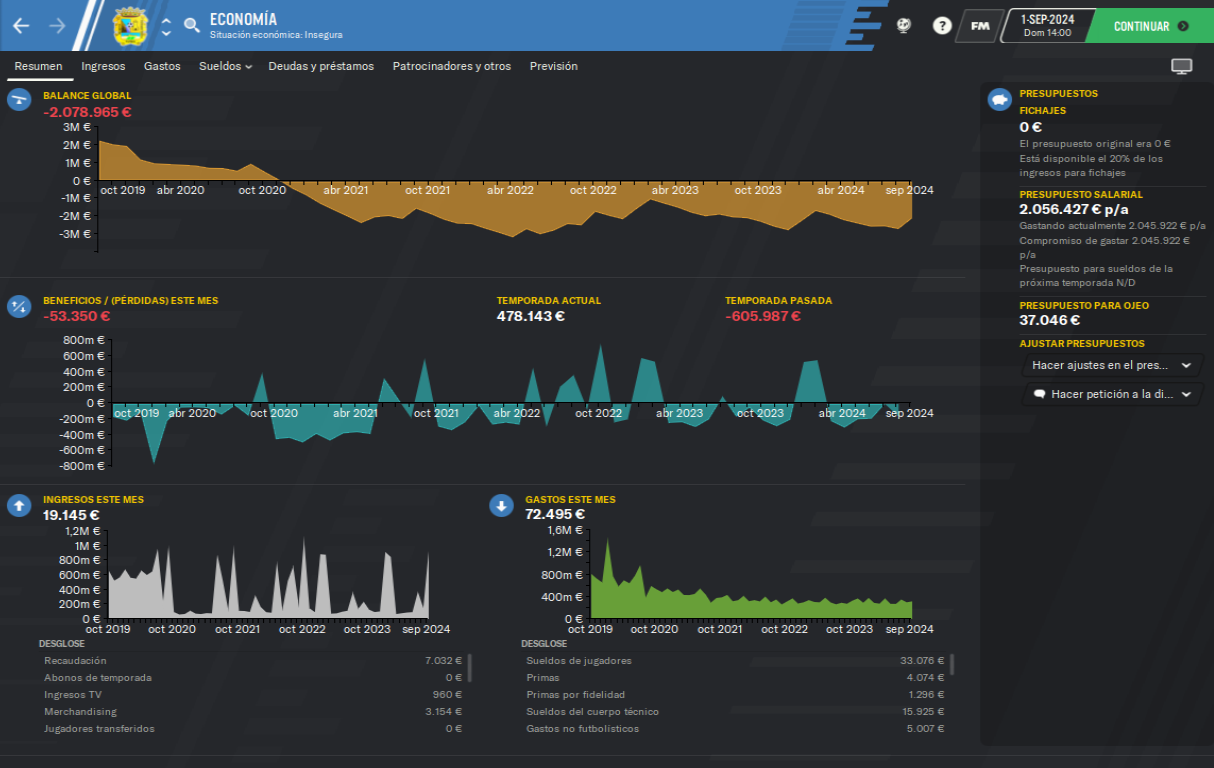 ECONOMÍA
Situación económica: Insegura
?
FM
1-SEP-2024
Dom 14:00
CONTINUAR
Resumen
Ingresos
Gastos
Sueldos
Deudas y préstamos
Patrocinadores y otros
Previsión
BALANCE GLOBAL
-2.078.965 €
3M €
2M €
1M €
0 €
-1M €
-2M €
-3M €
oct 2019 abr 2020 oct 2020 abr 2021 oct 2021 abr 2022 oct 2022 abr 2023 oct 2023 abr 2024 sep 2024
BENEFICIOS / (PÉRDIDAS) ESTE MES
-53.350 €
TEMPORADA ACTUAL
478.143 €
TEMPORADA PASADA
-605.987 €
800m €
600m €
400m €
200m €
0 €
-200m €
-400m €
-600m €
-800m €
oct 2019 abr 2020 oct 2020 abr 2021 oct 2021 abr 2022 oct 2022 abr 2023 oct 2023 abr 2024 sep 2024
INGRESOS ESTE MES
19.145 €
1,2M €
1M €
800m €
600m €
400m €
200m €
0 €
oct 2019 oct 2020 oct 2021 oct 2022 oct 2023 sep 2024
DESGLOSE
Recaudación 7.032 €
Abonos de temporada 0 €
Ingresos TV 960 €
Merchandising 3.154 €
Jugadores transferidos 0 €
GASTOS ESTE MES
72.495 €
1,6M €
1,2M €
800m €
400m €
0 €
oct 2019 oct 2020 oct 2021 oct 2022 oct 2023 sep 2024
DESGLOSE
Sueldos de jugadores 33.076 €
Primas 4.074 €
Primas por fidelidad 1.296 €
Sueldos del cuerpo técnico 15.925 €
Gastos no futbolísticos 5.007 €
PRESUPUESTOS
FICHAJES
0 €
El presupuesto original era 0 €
Está disponible el 20% de los
ingresos para fichajes
PRESUPUESTO SALARIAL
2.056.427 € p/a
Gastando actualmente 2.045.922 € p/a
Compromiso de gastar 2.045.922 €
p/a
Presupuesto para sueldos de la
próxima temporada N/D
PRESUPUESTO PARA OJEO
37.046 €
AJUSTAR PRESUPUESTOS
Hacer ajustes en el pres...
Hacer petición a la di...